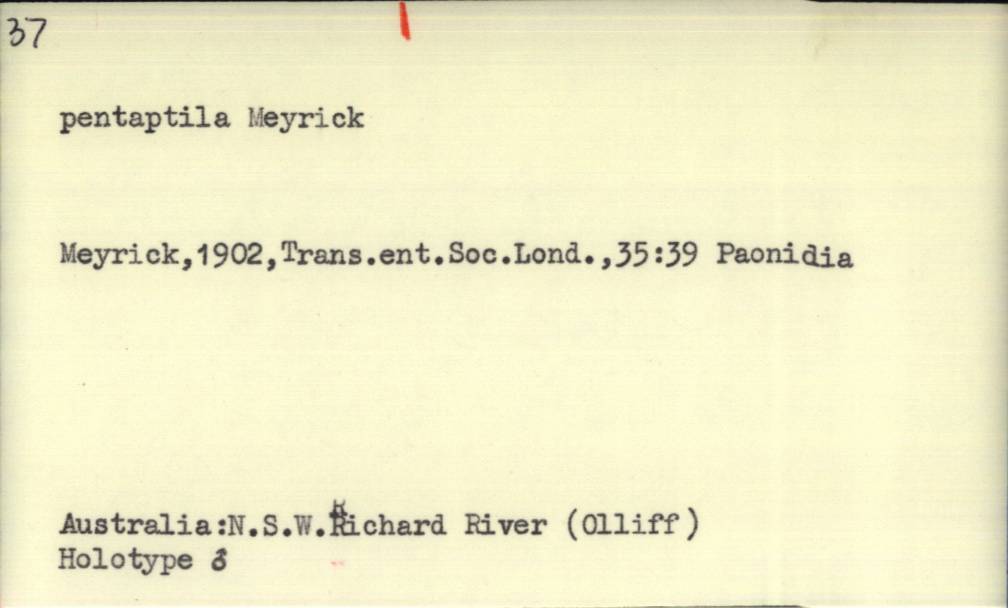 37
pentaptila Meyrick
Meyrick,1902,Trans.ent.Soc.Lond.,35:39 Paonidia
Australia:N.S.W.Richard River (Olliff)
Holotype ♂